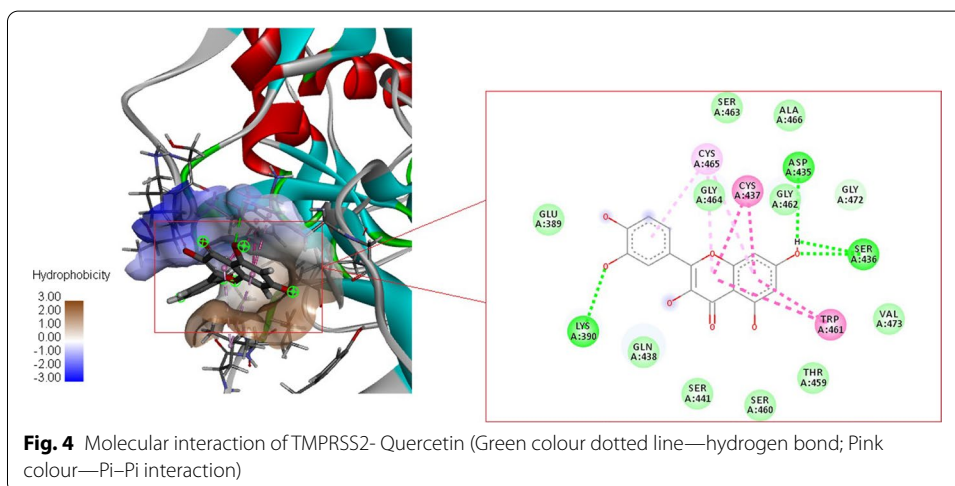 Hydrophobicity
3.00
2.00
1.00
0.00
-1.00
-2.00
-3.00
SER
A:463
ALA
A:466
CYS
A:465
ASP
A:435
GLY
A:464
CYS
A:437
GLY
A:462
GLY
A:472
GLU
A:389
H
SER
A:436
O
O
O
O
O
O
O
LYS
A:390
TRP
A:461
VAL
A:473
GLN
A:438
THR
A:459
SER
A:441
SER
A:460
Fig. 4 Molecular interaction of TMPRSS2- Quercetin (Green colour dotted line—hydrogen bond; Pink
colour—Pi–Pi interaction)